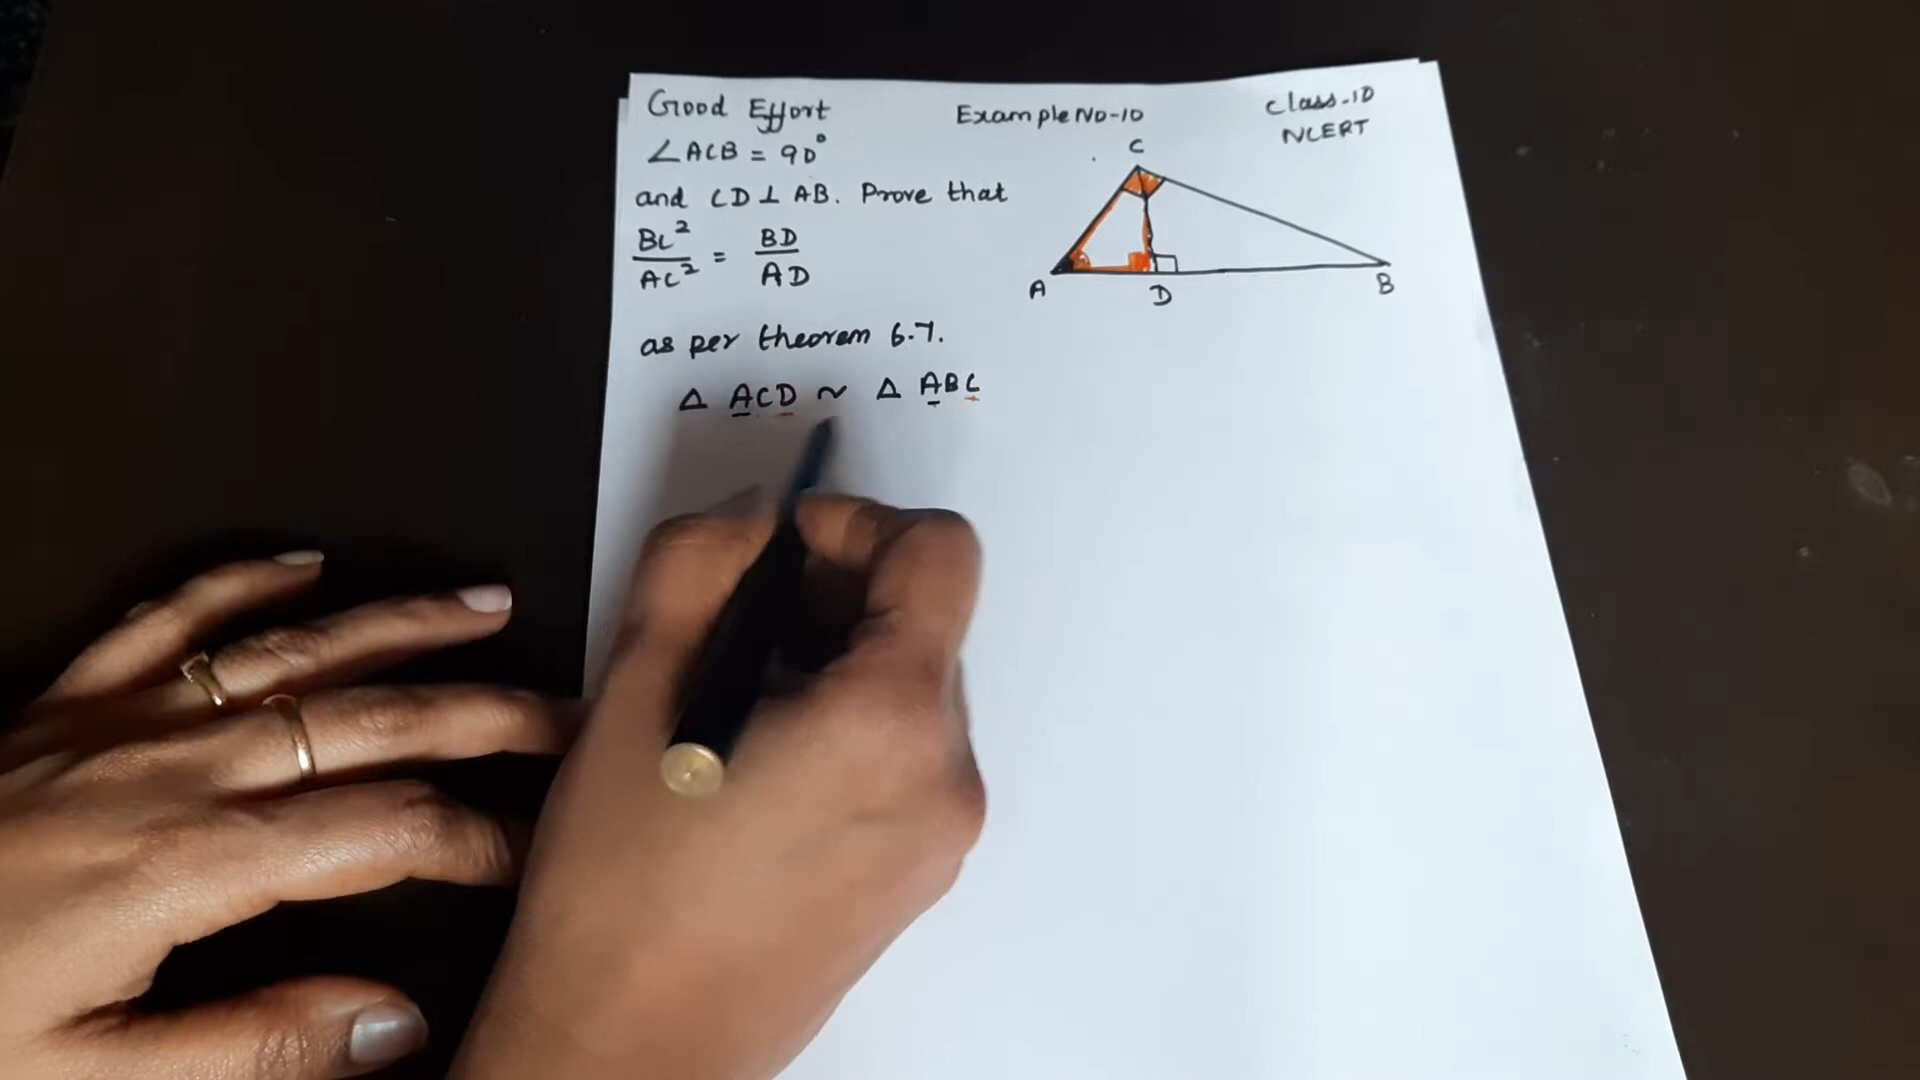 Good Effort
Example No-10
Class-10
NCERT
∠ACB = 90°
and CD ⊥ AB. Prove that
BC²/AC² = BD/AD
C
A
D
B
as per theorem 6.7.
Δ ACD ~ Δ ABC